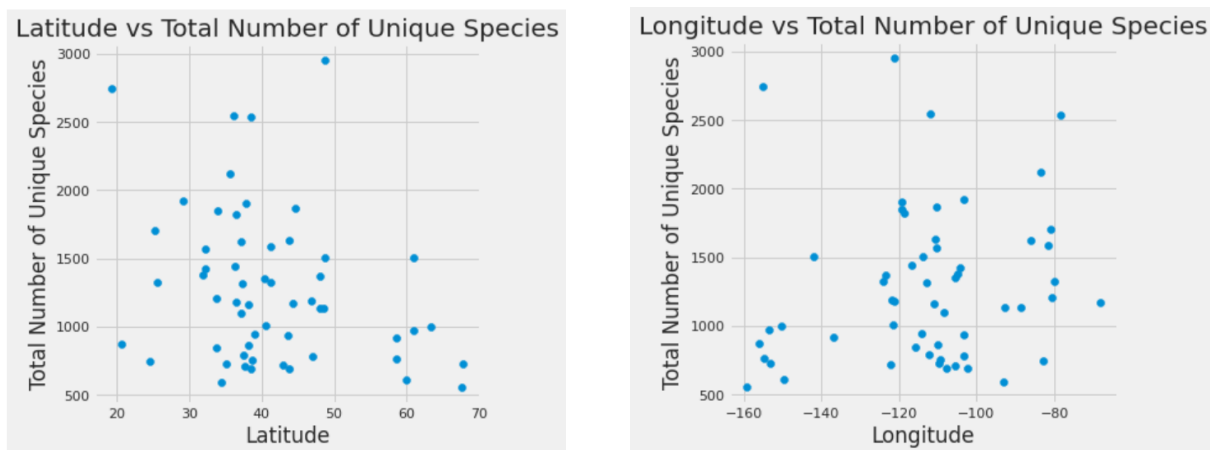 Latitude vs Total Number of Unique Species
Total Number of Unique Species
3000
2500
2000
1500
1000
500
20 30 40 50 60 70
Latitude
Longitude vs Total Number of Unique Species
Total Number of Unique Species
3000
2500
2000
1500
1000
500
−160 −140 −120 −100 −80
Longitude